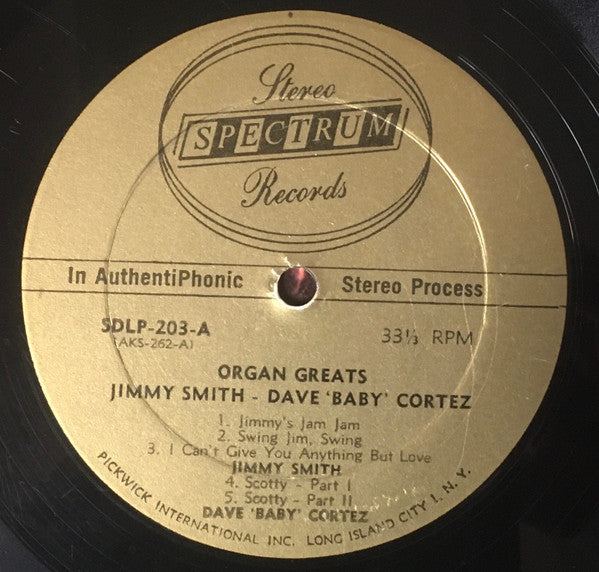 Stereo
SPECTRUM
Records
In AuthentiPhonic
Stereo Process
SDLP-203-A
(AKS-262-A)
33⅓ RPM
ORGAN GREATS
JIMMY SMITH - DAVE 'BABY' CORTEZ
1. Jimmy's Jam Jam
2. Swing Jim, Swing
3. I Can't Give You Anything But Love
JIMMY SMITH
4. Scotty - Part I
5. Scotty - Part II
DAVE 'BABY' CORTEZ
PICKWICK INTERNATIONAL INC. LONG ISLAND CITY 1. N. Y.